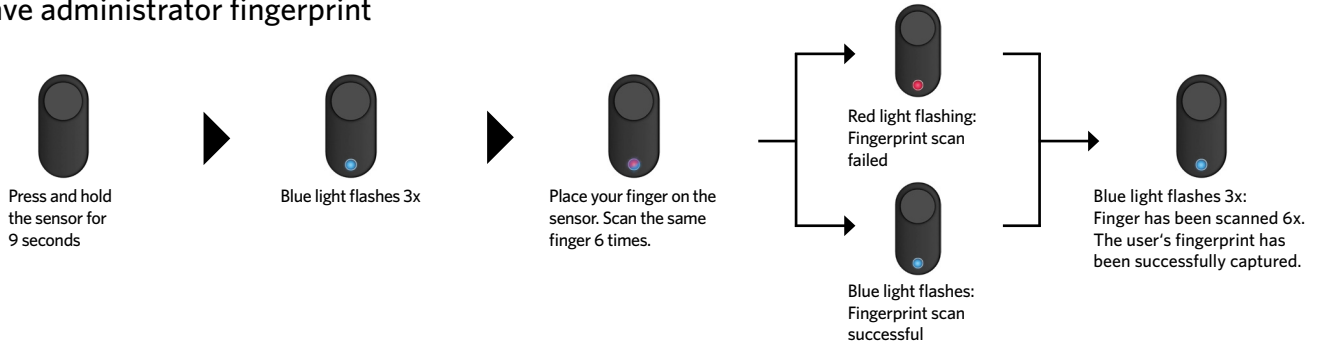 administrator fingerprint
Press and hold
the sensor for
9 seconds
Blue light flashes 3x
Place your finger on the
sensor. Scan the same
finger 6 times.
Red light flashing:
Fingerprint scan
failed
Blue light flashes:
Fingerprint scan
successful
Blue light flashes 3x:
Finger has been scanned 6x.
The user‘s fingerprint has
been successfully captured.